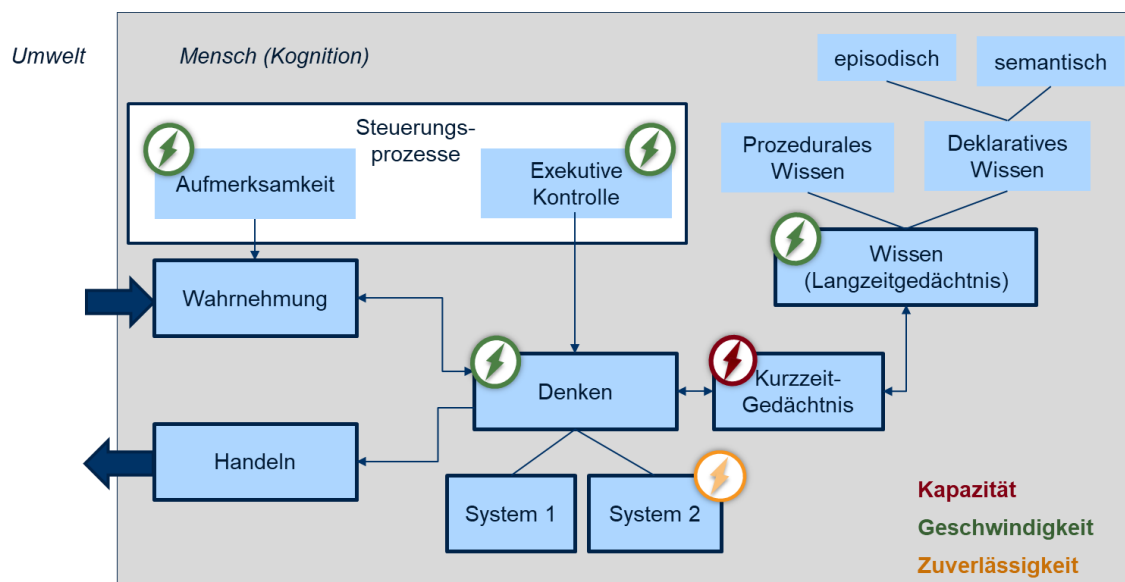 Umwelt
Mensch (Kognition)
episodisch
semantisch
Steuerungs-
prozesse
Aufmerksamkeit
Exekutive
Kontrolle
Prozedurales
Wissen
Deklaratives
Wissen
Wissen
(Langzeitgedächtnis)
Wahrnehmung
Denken
Kurzzeit-
Gedächtnis
Handeln
System 1
System 2
Kapazität
Geschwindigkeit
Zuverlässigkeit